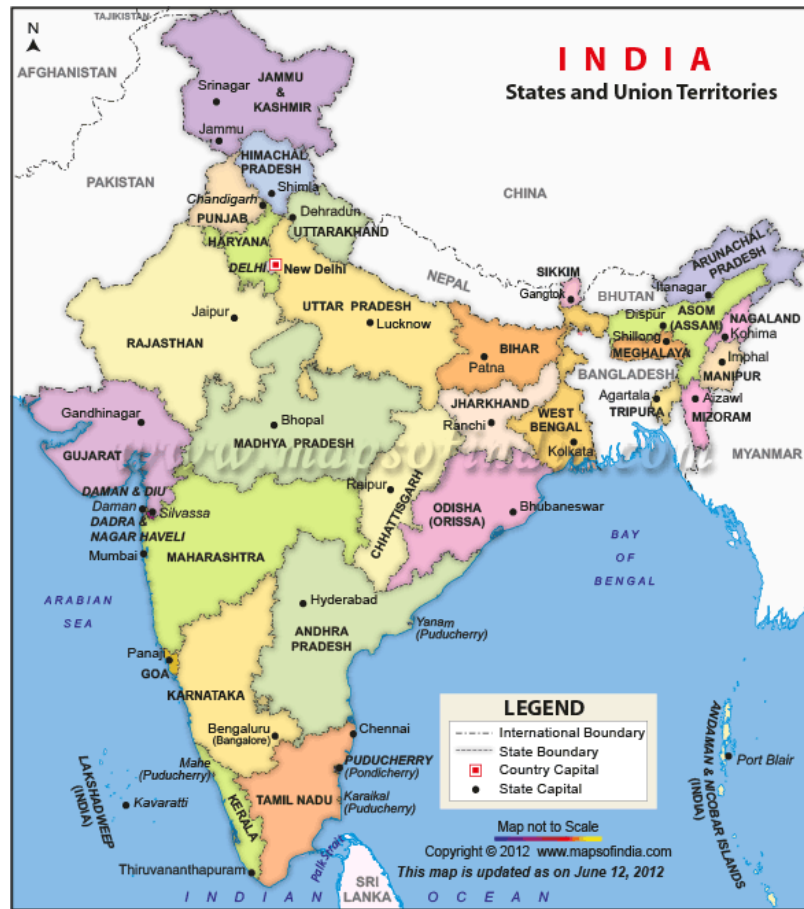 TAJIKISTAN
N
AFGHANISTAN
I N D I A
States and Union Territories
JAMMU
&
KASHMIR
Srinagar
Jammu
PAKISTAN
HIMACHAL
PRADESH
Shimla
CHINA
Chandigarh
PUNJAB
Dehradun
UTTARAKHAND
HARYANA
DELHI
New Delhi
NEPAL
SIKKIM
Gangtok
BHUTAN
ARUNACHAL
PRADESH
Itanagar
Jaipur
RAJASTHAN
UTTAR PRADESH
Lucknow
BIHAR
Patna
Dispur
ASOM
(ASSAM)
NAGALAND
Kohima
Shillong
MEGHALAYA
Imphal
MANIPUR
BANGLADESH
Gandhinagar
GUJARAT
Bhopal
MADHYA PRADESH
JHARKHAND
Ranchi
WEST
BENGAL
Kolkata
Agartala
TRIPURA
Aizawl
MIZORAM
MYANMAR
www.mapsofindia.com
DAMAN & DIU
Daman
Silvassa
DADRA &
NAGAR HAVELI
Mumbai
MAHARASHTRA
Raipur
CHHATTISGARH
ODISHA
(ORISSA)
Bhubaneswar
BAY
OF
BENGAL
ARABIAN
SEA
Hyderabad
ANDHRA
PRADESH
Yanam
(Puducherry)
Panaji
GOA
KARNATAKA
Bengaluru
(Bangalore)
Chennai
Mahe
(Puducherry)
PUDUCHERRY
(Pondicherry)
LAKSHADWEEP
(INDIA)
Kavaratti
KERALA
TAMIL NADU
Karaikal
(Puducherry)
Thiruvananthapuram
Palk Strait
SRI
LANKA
I N D I A N O C E A N
LEGEND
International Boundary
State Boundary
Country Capital
State Capital
ANDAMAN & NICOBAR ISLANDS
(INDIA)
Port Blair
Map not to Scale
Copyright © 2012 www.mapsofindia.com
This map is updated as on June 12, 2012